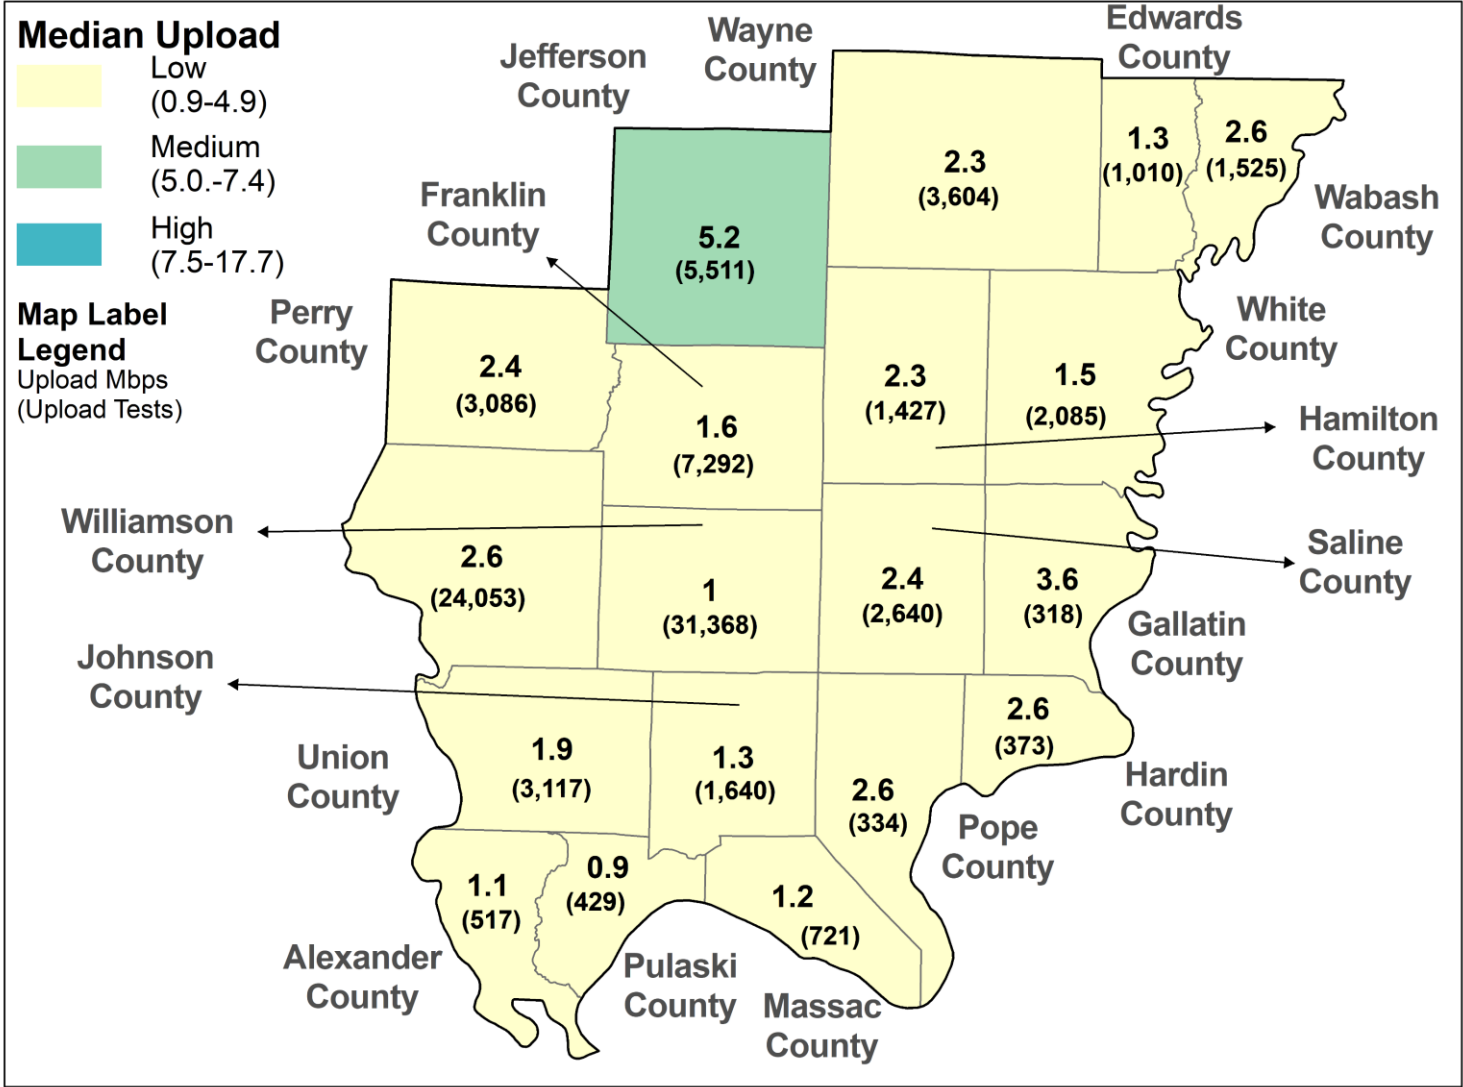 Median Upload
Low
(0.9-4.9)
Medium
(5.0.-7.4)
High
(7.5-17.7)
Map Label
Legend
Upload Mbps
(Upload Tests)
Jefferson
County
Wayne
County
Edwards
County
Wabash
County
Franklin
County
Perry
County
White
County
Hamilton
County
Williamson
County
Saline
County
Gallatin
County
Johnson
County
Union
County
Hardin
County
Pope
County
Alexander
County
Pulaski
County
Massac
County
2.3
(3,604)
1.3
(1,010)
2.6
(1,525)
5.2
(5,511)
2.4
(3,086)
1.6
(7,292)
2.3
(1,427)
1.5
(2,085)
2.6
(24,053)
1
(31,368)
2.4
(2,640)
3.6
(318)
1.9
(3,117)
1.3
(1,640)
2.6
(334)
2.6
(373)
1.1
(517)
0.9
(429)
1.2
(721)